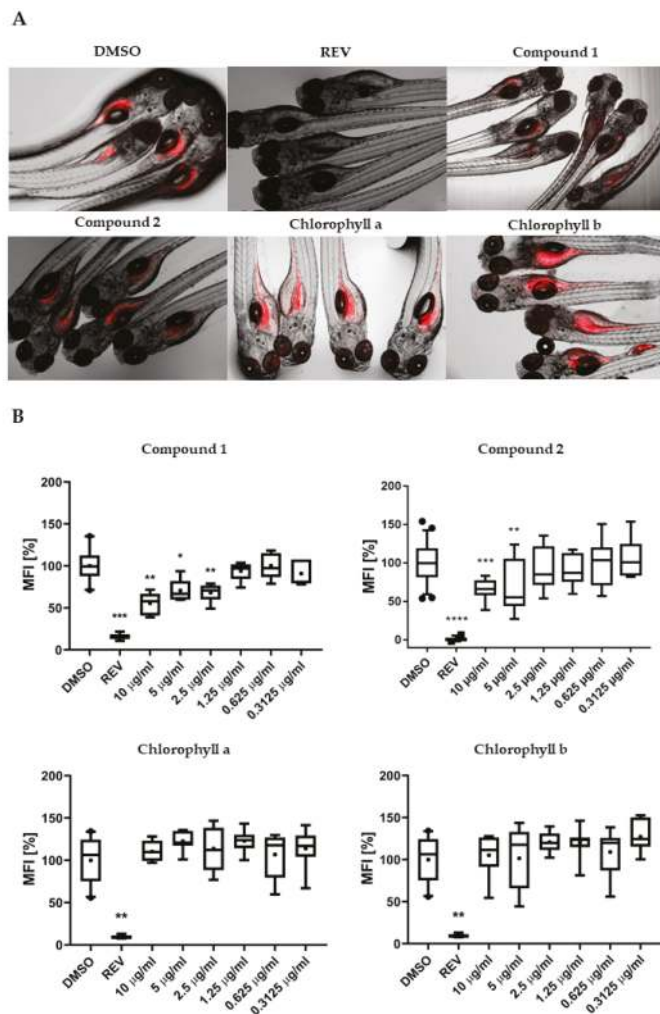 A
DMSO REV Compound 1
Compound 2 Chlorophyll a Chlorophyll b
B
Compound 1 Compound 2
MFI [%]
200
150
100
50
0
***
**
*
**
DMSO
REV
10 µg/ml
5 µg/ml
2.5 µg/ml
1.25 µg/ml
0.625 µg/ml
0.3125 µg/ml
MFI [%]
200
150
100
50
0
****
***
**
DMSO
REV
10 µg/ml
5 µg/ml
2.5 µg/ml
1.25 µg/ml
0.625 µg/ml
0.3125 µg/ml
Chlorophyll a Chlorophyll b
MFI [%]
200
150
100
50
0
**
DMSO
REV
10 µg/ml
5 µg/ml
2.5 µg/ml
1.25 µg/ml
0.625 µg/ml
0.3125 µg/ml
MFI [%]
200
150
100
50
0
**
DMSO
REV
10 µg/ml
5 µg/ml
2.5 µg/ml
1.25 µg/ml
0.625 µg/ml
0.3125 µg/ml